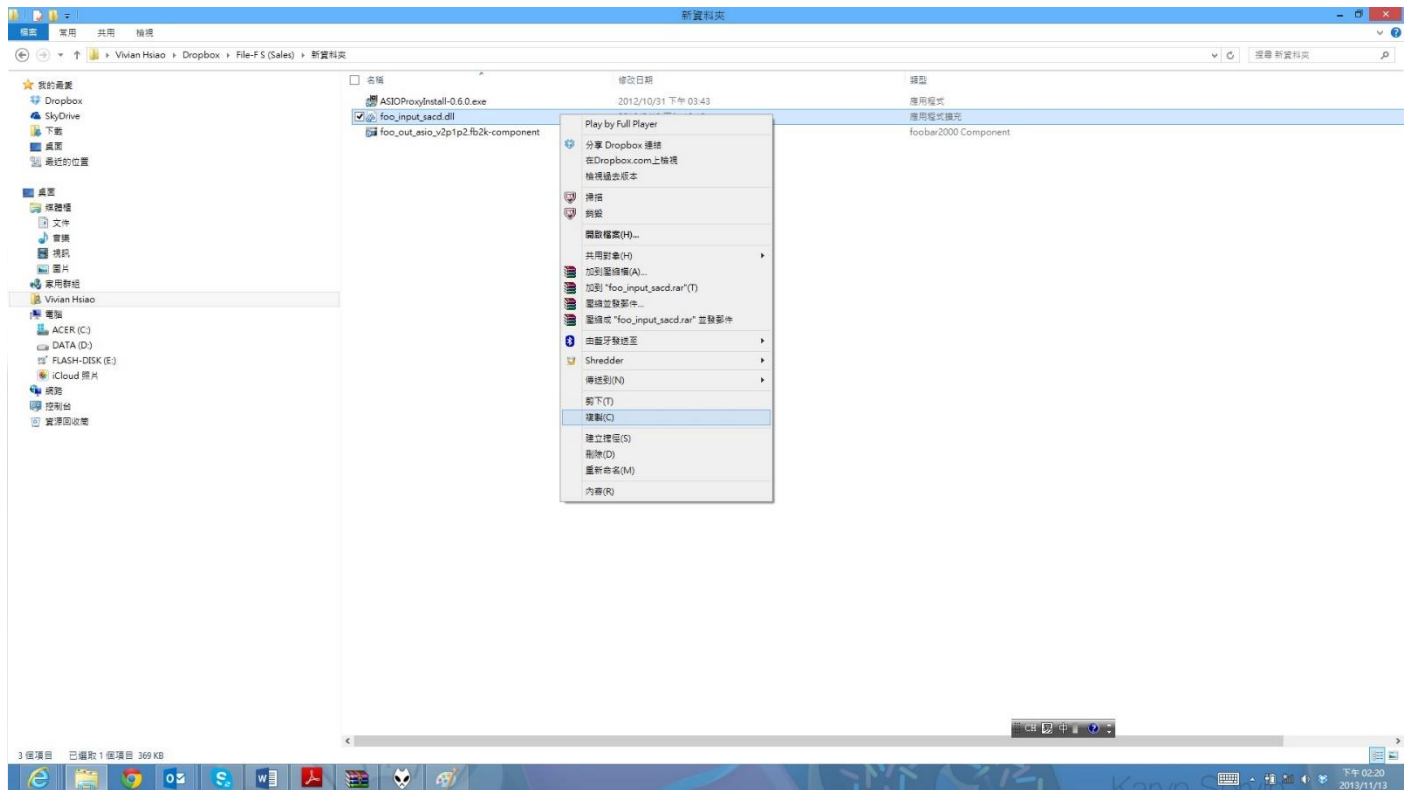 新資料夾
檔案 常用 共用 檢視
Vivian Hsiao Dropbox File-F S (Sales) 新資料夾
搜尋 新資料夾
名稱 修改日期 類型
我的最愛
Dropbox
SkyDrive
下載
桌面
最近的位置
桌面
媒體櫃
文件
音樂
視訊
圖片
家用群組
Vivian Hsiao
電腦
ACER (C:)
DATA (D:)
FLASH-DISK (E:)
iCloud 照片
網路
控制台
資源回收筒
ASIOProxyInstall-0.6.0.exe 2012/10/31 下午 03:43 應用程式
foo_input_sacd.dll 應用程式擴充
foo_out_asio_v2p1p2.fb2k-component foobar2000 Component
Play by Full Player
分享 Dropbox 連結
在Dropbox.com上檢視
檢視過去版本
掃描
銷毀
開啟檔案(H)...
共用對象(H)
加到壓縮檔(A)...
加到 "foo_input_sacd.rar"(T)
壓縮並發郵件...
壓縮成 "foo_input_sacd.rar" 並發郵件
由藍牙發送至
Shredder
傳送到(N)
剪下(T)
複製(C)
建立捷徑(S)
刪除(D)
重新命名(M)
內容(R)
CH 中
3 個項目 已選取 1 個項目 369 KB
下午 02:20
2013/11/13